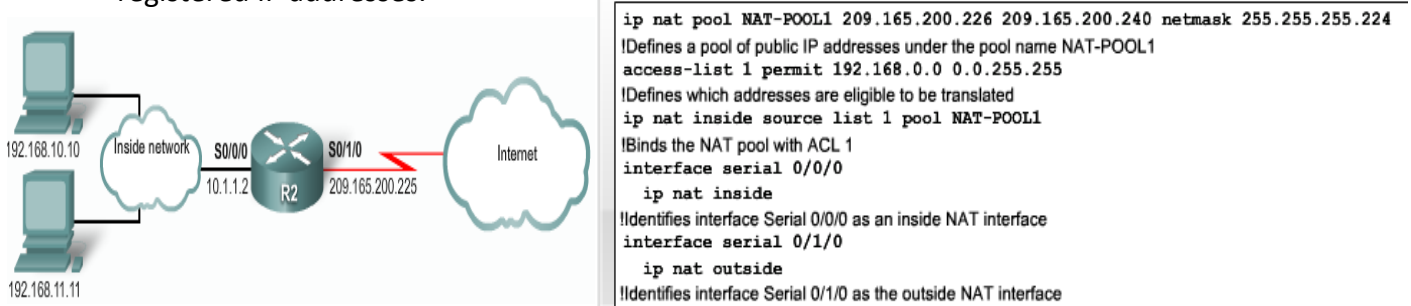 registered IP addresses.
192.168.10.10
Inside network
S0/0/0
10.1.1.2
R2
S0/1/0
209.165.200.225
Internet
192.168.11.11
ip nat pool NAT-POOL1 209.165.200.226 209.165.200.240 netmask 255.255.255.224
!Defines a pool of public IP addresses under the pool name NAT-POOL1
access-list 1 permit 192.168.0.0 0.0.255.255
!Defines which addresses are eligible to be translated
ip nat inside source list 1 pool NAT-POOL1
!Binds the NAT pool with ACL 1
interface serial 0/0/0
ip nat inside
!Identifies interface Serial 0/0/0 as an inside NAT interface
interface serial 0/1/0
ip nat outside
!Identifies interface Serial 0/1/0 as the outside NAT interface